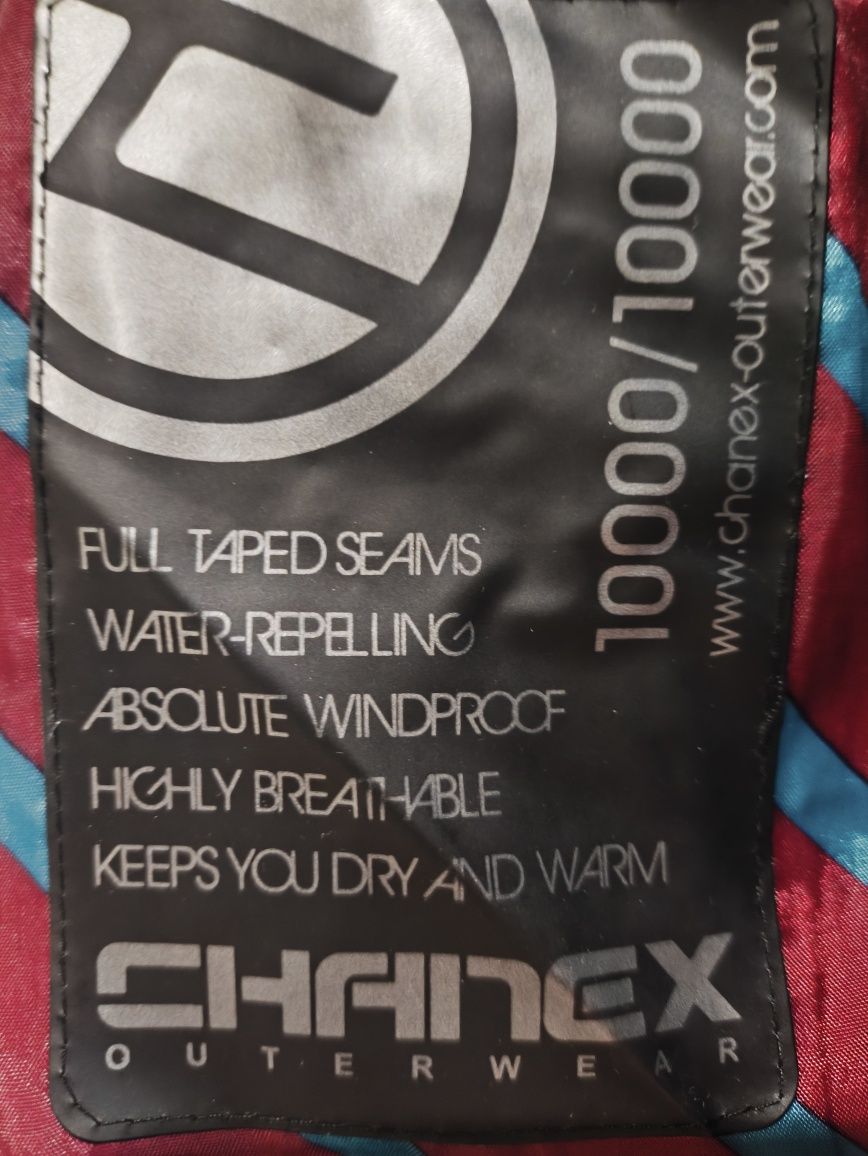 10000/10000
www.chanex-outerwear.com
FULL TAPED SEAMS
WATER-REPELLING
ABSOLUTE WINDPROOF
HIGHLY BREATHABLE
KEEPS YOU DRY AND WARM
CHANEX
OUTERWEAR